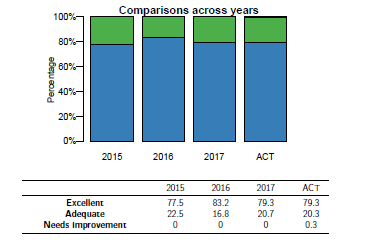 Comparisons across years
100%
80%
60%
40%
20%
0%
Percentage
2015 2016 2017 ACT
2015 2016 2017 ACT
Excellent 77.5 83.2 79.3 79.3
Adequate 22.5 16.8 20.7 20.3
Needs Improvement 0 0 0 0.3